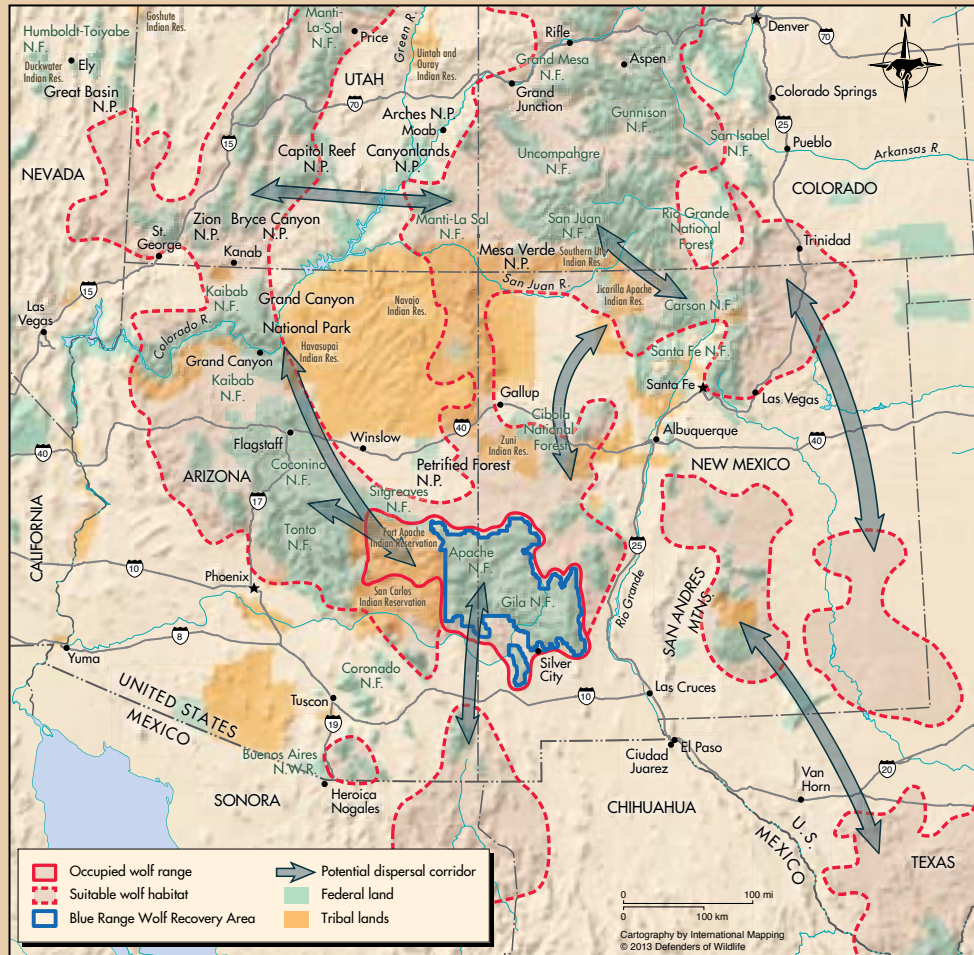 Humboldt-Toiyabe
N.F.
Goshute
Indian Res.
Manti-
La-Sal
N.F.
Price
Green R.
Rifle
Denver
70
N
Duckwater
Indian Res.
Ely
Great Basin
N.P.
UTAH
Uintah and
Ouray
Indian Res.
Grand Mesa
N.F.
Aspen
Grand
Junction
70
Colorado Springs
Arches N.P.
Moab
Gunnison
N.F.
25
San Isabel
N.F.
Pueblo
15
Capitol Reef
N.P.
Canyonlands
N.P.
Uncompahgre
N.F.
Arkansas R.
NEVADA
COLORADO
Zion
N.P.
Bryce Canyon
N.P.
Manti-La Sal
N.F.
San Juan
N.F.
Rio Grande
National
Forest
St.
George
Kanab
Mesa Verde
N.P.
Southern Ute
Indian Res.
Trinidad
San Juan R.
15
Las
Vegas
Kaibab
N.F.
Grand Canyon
National Park
Navajo
Indian Res.
Jicarilla Apache
Indian Res.
Carson N.F.
Colorado R.
Havasupai
Indian Res.
Grand Canyon
Kaibab
N.F.
Santa Fe N.F.
Santa Fe
Las Vegas
Gallup
Cibola
National
Forest
40
Flagstaff
Winslow
40
Zuni
Indian
Res.
Albuquerque
40
ARIZONA
Coconino
N.F.
Petrified Forest
N.P.
NEW MEXICO
17
Sitgreaves
N.F.
CALIFORNIA
Tonto
N.F.
Fort Apache
Indian Reservation
Apache
N.F.
25
10
Phoenix
San Carlos
Indian Reservation
Gila N.F.
Rio Grande
SAN ANDRES
MTNS.
8
Yuma
Silver
City
Coronado
N.F.
UNITED STATES
MEXICO
Tuscon
10
Las Cruces
19
Buenos Aires
N.W.R.
Ciudad
Juarez
El Paso
20
Van
Horn
SONORA
Heroica
Nogales
CHIHUAHUA
U.S.
MEXICO
TEXAS
Occupied wolf range
Suitable wolf habitat
Blue Range Wolf Recovery Area
Potential dispersal corridor
Federal land
Tribal lands
0 100 mi
0 100 km
Cartography by International Mapping
© 2013 Defenders of Wildlife